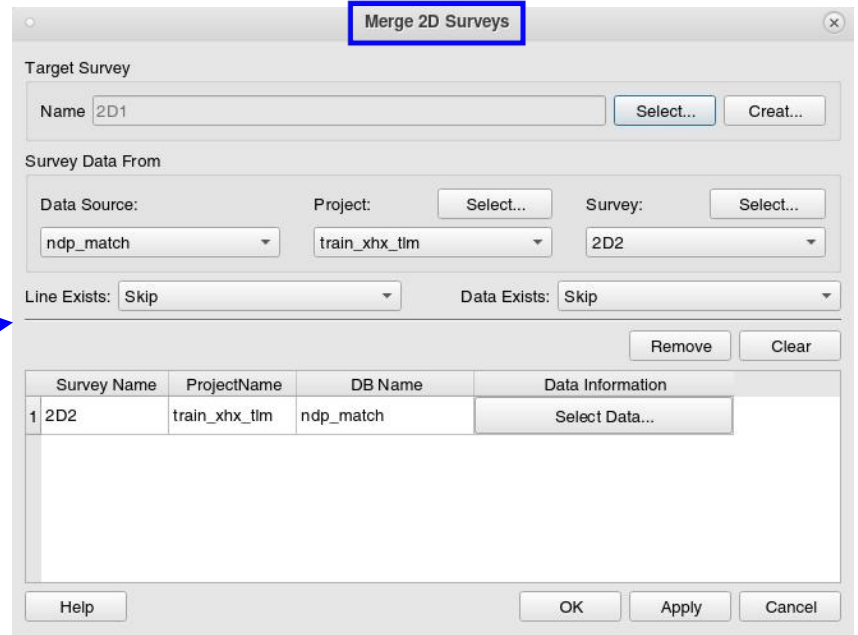 Merge 2D Surveys
Target Survey
Name 2D1 Select... Creat...
Survey Data From
Data Source: Project: Select... Survey: Select...
ndp_match train_xhx_tlm 2D2
Line Exists: Skip Data Exists: Skip
Remove Clear
Survey Name ProjectName DB Name Data Information
1 2D2 train_xhx_tlm ndp_match Select Data...
Help OK Apply Cancel